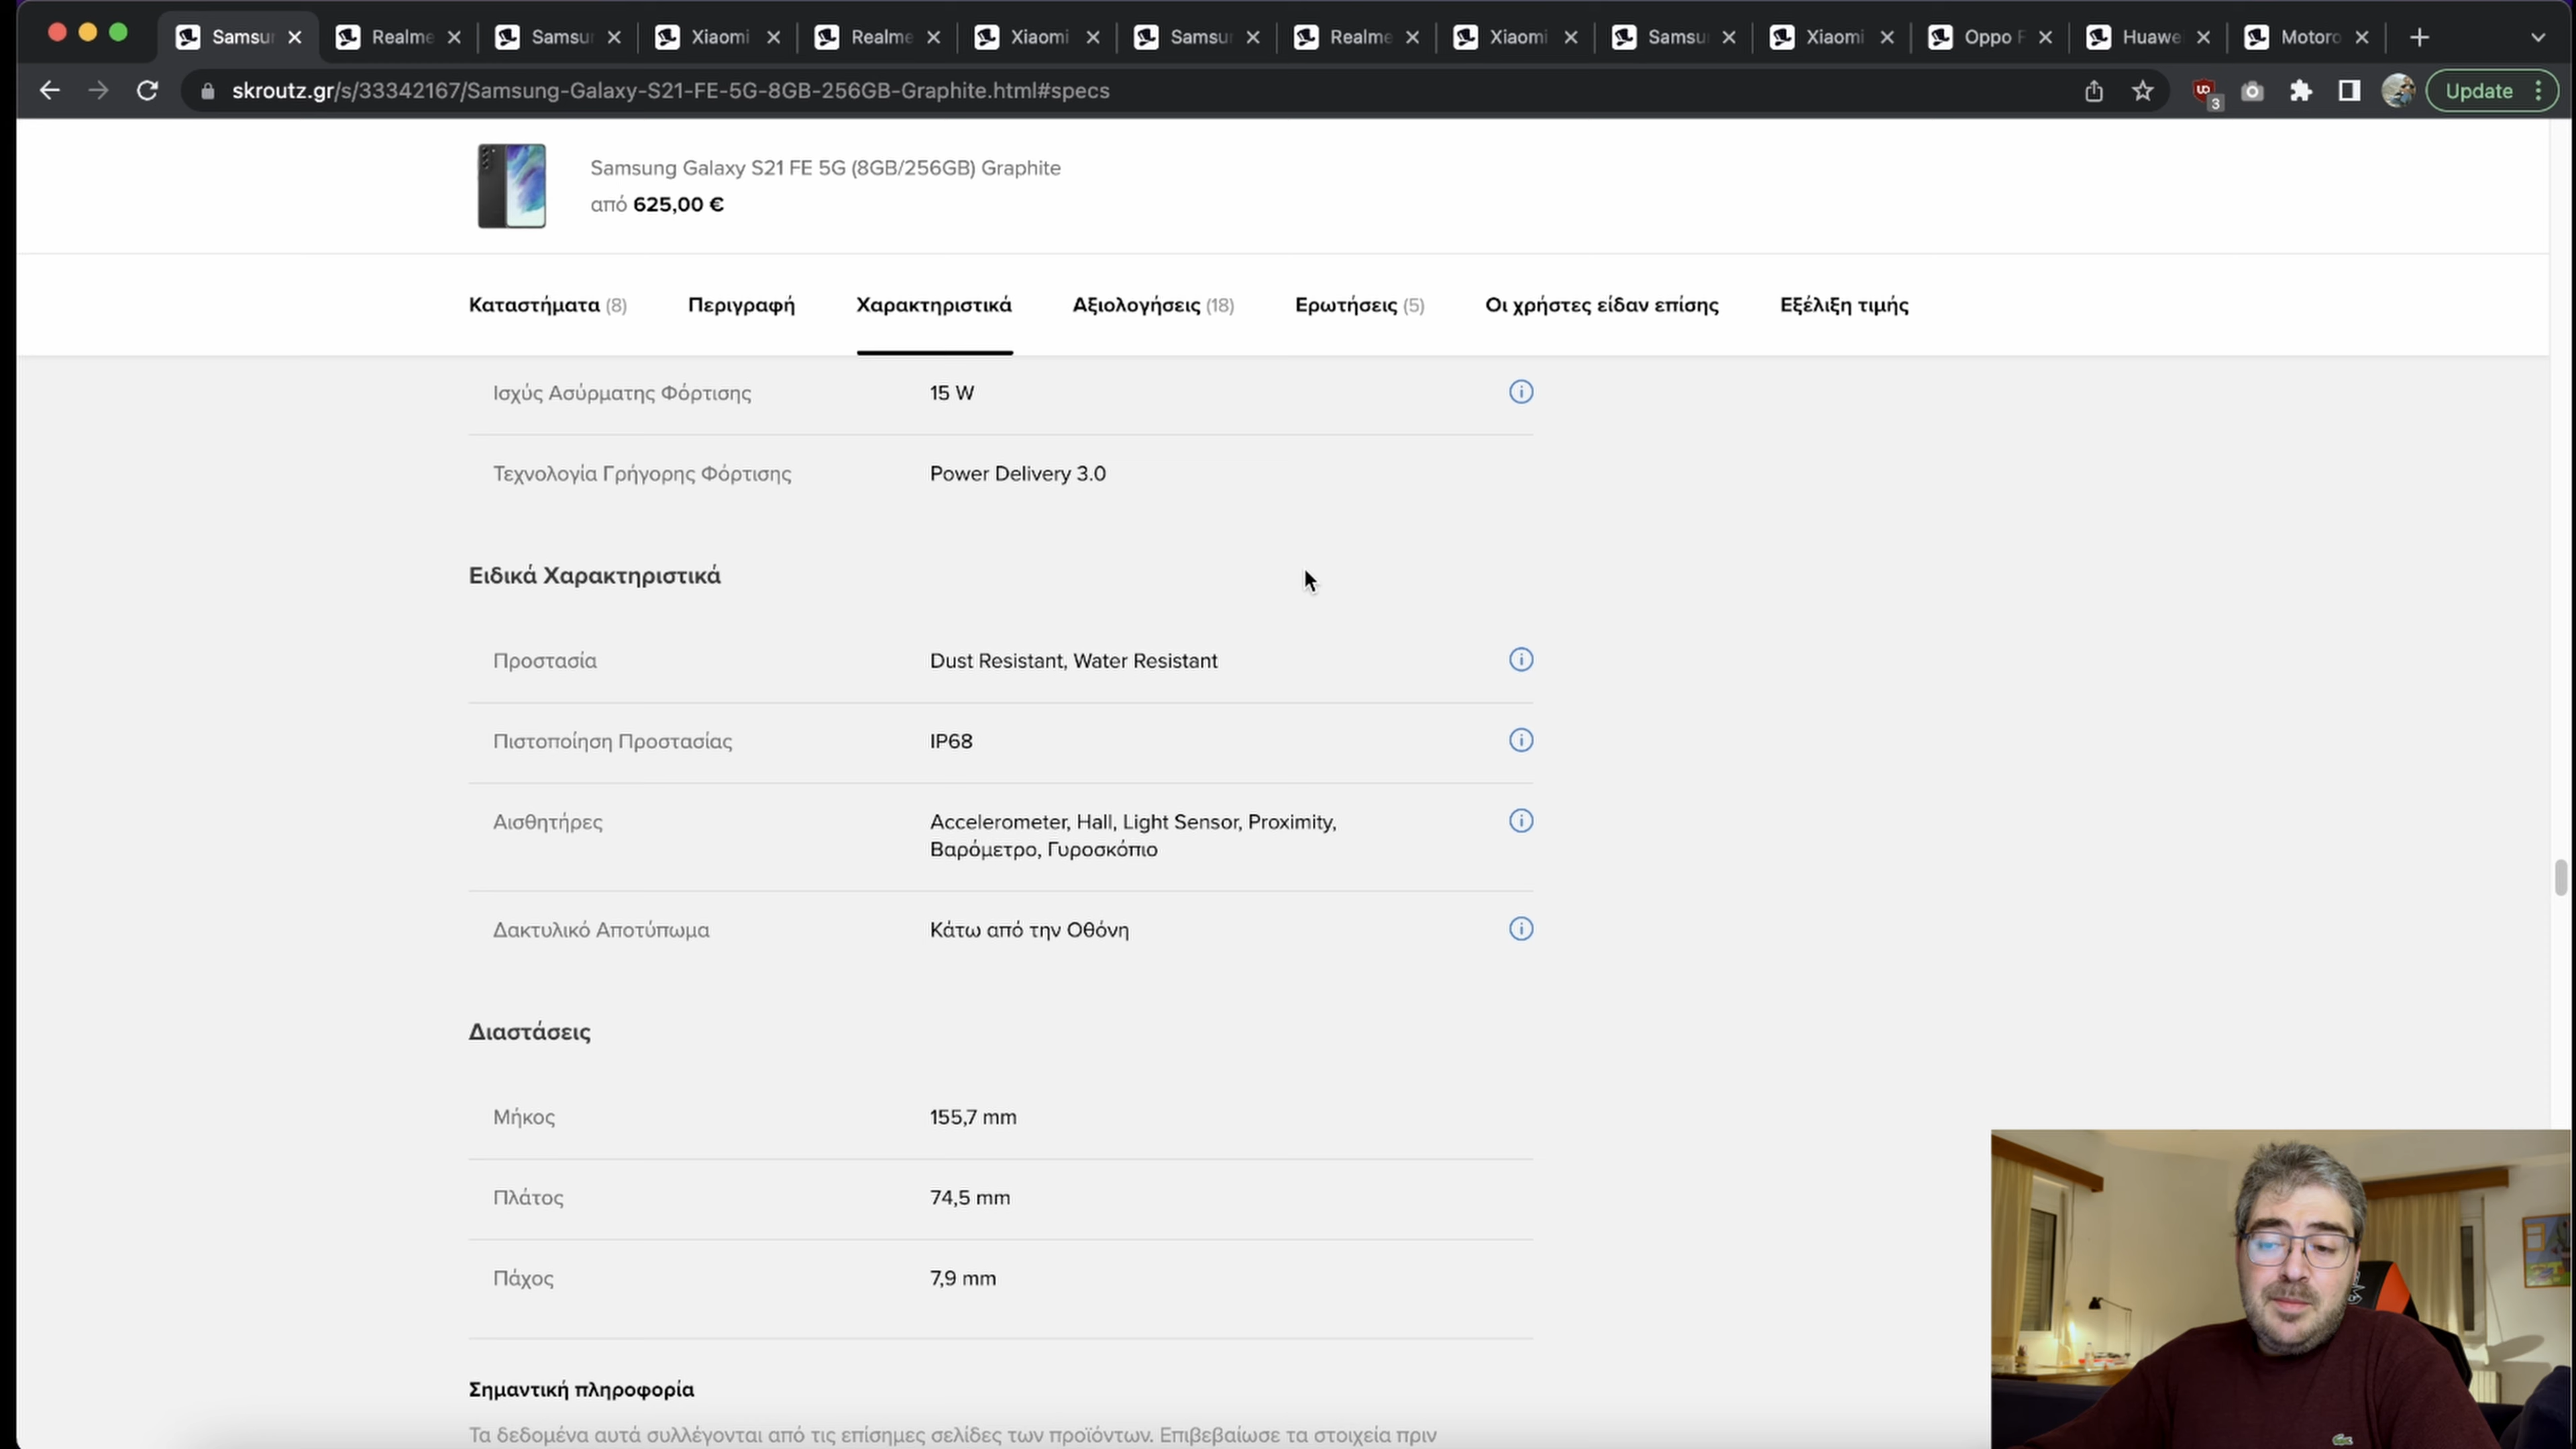 Samsu
Realme
Samsu
Xiaomi
Realme
Xiaomi
Samsu
Realme
Xiaomi
Samsu
Xiaomi
Oppo F
Huawe
Motoro
skroutz.gr/s/33342167/Samsung-Galaxy-S21-FE-5G-8GB-256GB-Graphite.html#specs
3
Update
Samsung Galaxy S21 FE 5G (8GB/256GB) Graphite
από 625,00 €
Καταστήματα (8) Περιγραφή Χαρακτηριστικά Αξιολογήσεις (18) Ερωτήσεις (5) Οι χρήστες είδαν επίσης Εξέλιξη τιμής
Ισχύς Ασύρματης Φόρτισης 15 W
Τεχνολογία Γρήγορης Φόρτισης Power Delivery 3.0
Ειδικά Χαρακτηριστικά
Προστασία Dust Resistant, Water Resistant
Πιστοποίηση Προστασίας IP68
Αισθητήρες Accelerometer, Hall, Light Sensor, Proximity,
Βαρόμετρο, Γυροσκόπιο
Δακτυλικό Αποτύπωμα Κάτω από την Οθόνη
Διαστάσεις
Μήκος 155,7 mm
Πλάτος 74,5 mm
Πάχος 7,9 mm
Σημαντική πληροφορία
Τα δεδομένα αυτά συλλέγονται από τις επίσημες σελίδες των προϊόντων. Επιβεβαίωσε τα στοιχεία πριν